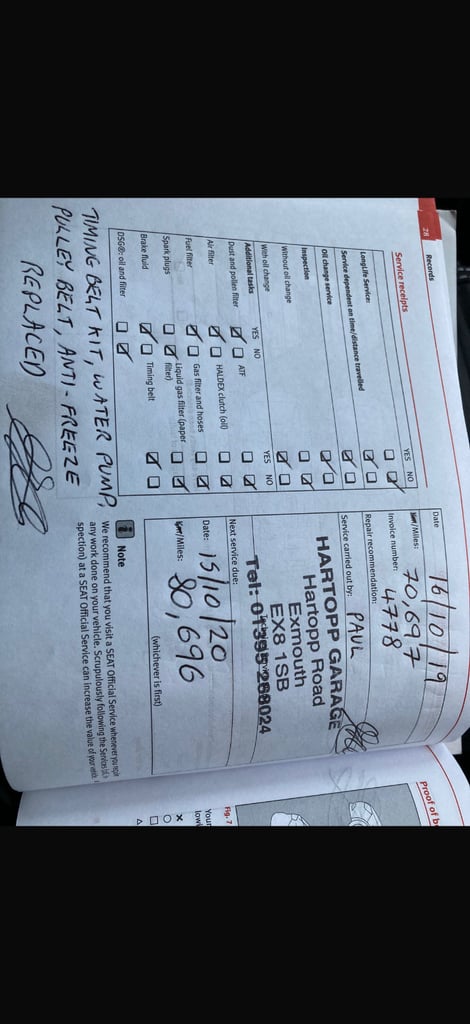 28
Records
Service receipts
YES NO
LongLife Service:
Service dependent on time/distance travelled
Oil change service
Inspection
Without oil change
With oil change
Additional tasks YES NO YES NO
Dust and pollen filter ATF
Air filter HALDEX clutch (oil)
Fuel filter Gas filter and hoses
Spark plugs Liquid gas filter (paper filter)
Brake fluid Timing belt
DSG®: oil and filter
TIMING BELT KIT, WATER PUMP,
PULLEY BELT, ANTI-FREEZE
REPLACED
Date 16/10/19
km/Miles: 70,697
Invoice number: 4778
Repair recommendation:
Service carried out by: PAUL
HARTOPP GARAGE
Hartopp Road
Exmouth
EX8 1SB
Tel: 01395 268024
Next service due:
Date: 15/10/20
km/Miles: 80,696
(whichever is first)
i Note
We recommend that you visit a SEAT Official Service whenever you
any work done on your vehicle. Scrupulously following the Service
spection) at a SEAT Official Service can increase the value of your
Proof of b
Fig. 7
Your
lowi